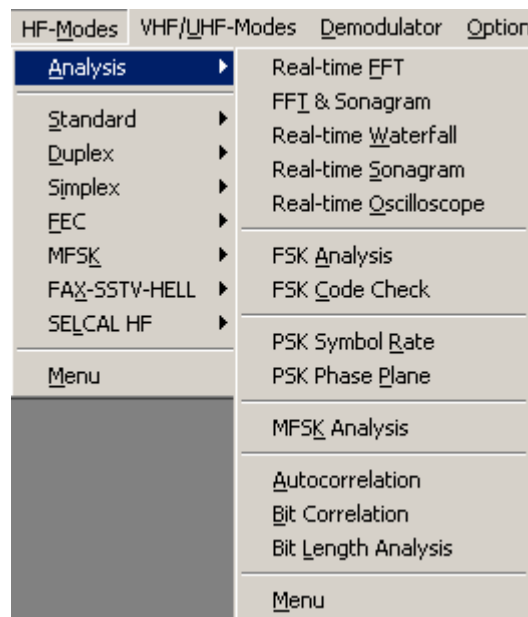 HF-Modes VHF/UHF-Modes Demodulator Option
Analysis
Standard
Duplex
Simplex
FEC
MFSK
FAX-SSTV-HELL
SELCAL HF
Menu
Real-time FFT
FFT & Sonagram
Real-time Waterfall
Real-time Sonagram
Real-time Oscilloscope
FSK Analysis
FSK Code Check
PSK Symbol Rate
PSK Phase Plane
MFSK Analysis
Autocorrelation
Bit Correlation
Bit Length Analysis
Menu